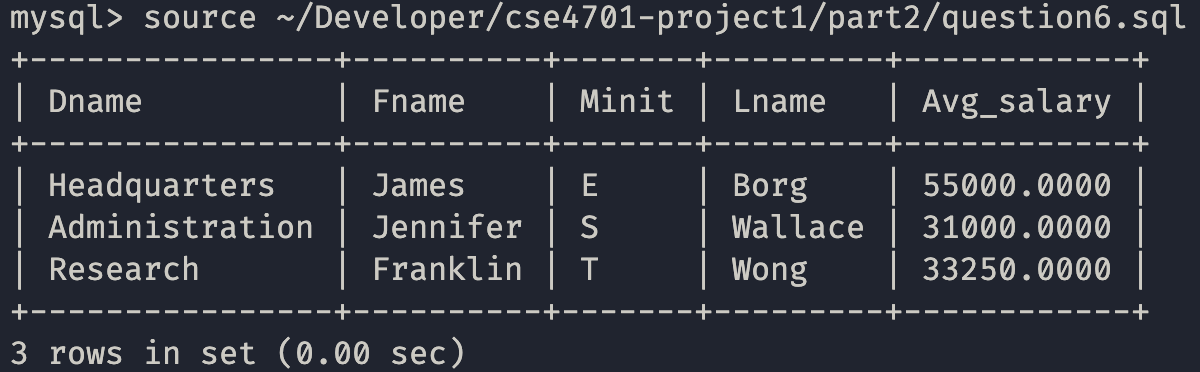 mysql> source ~/Developer/cse4701-project1/part2/question6.sql
+----------------+----------+-------+---------+------------+
| Dname          | Fname    | Minit | Lname   | Avg_salary |
+----------------+----------+-------+---------+------------+
| Headquarters   | James    | E     | Borg    | 55000.0000 |
| Administration | Jennifer | S     | Wallace | 31000.0000 |
| Research       | Franklin | T     | Wong    | 33250.0000 |
+----------------+----------+-------+---------+------------+
3 rows in set (0.00 sec)